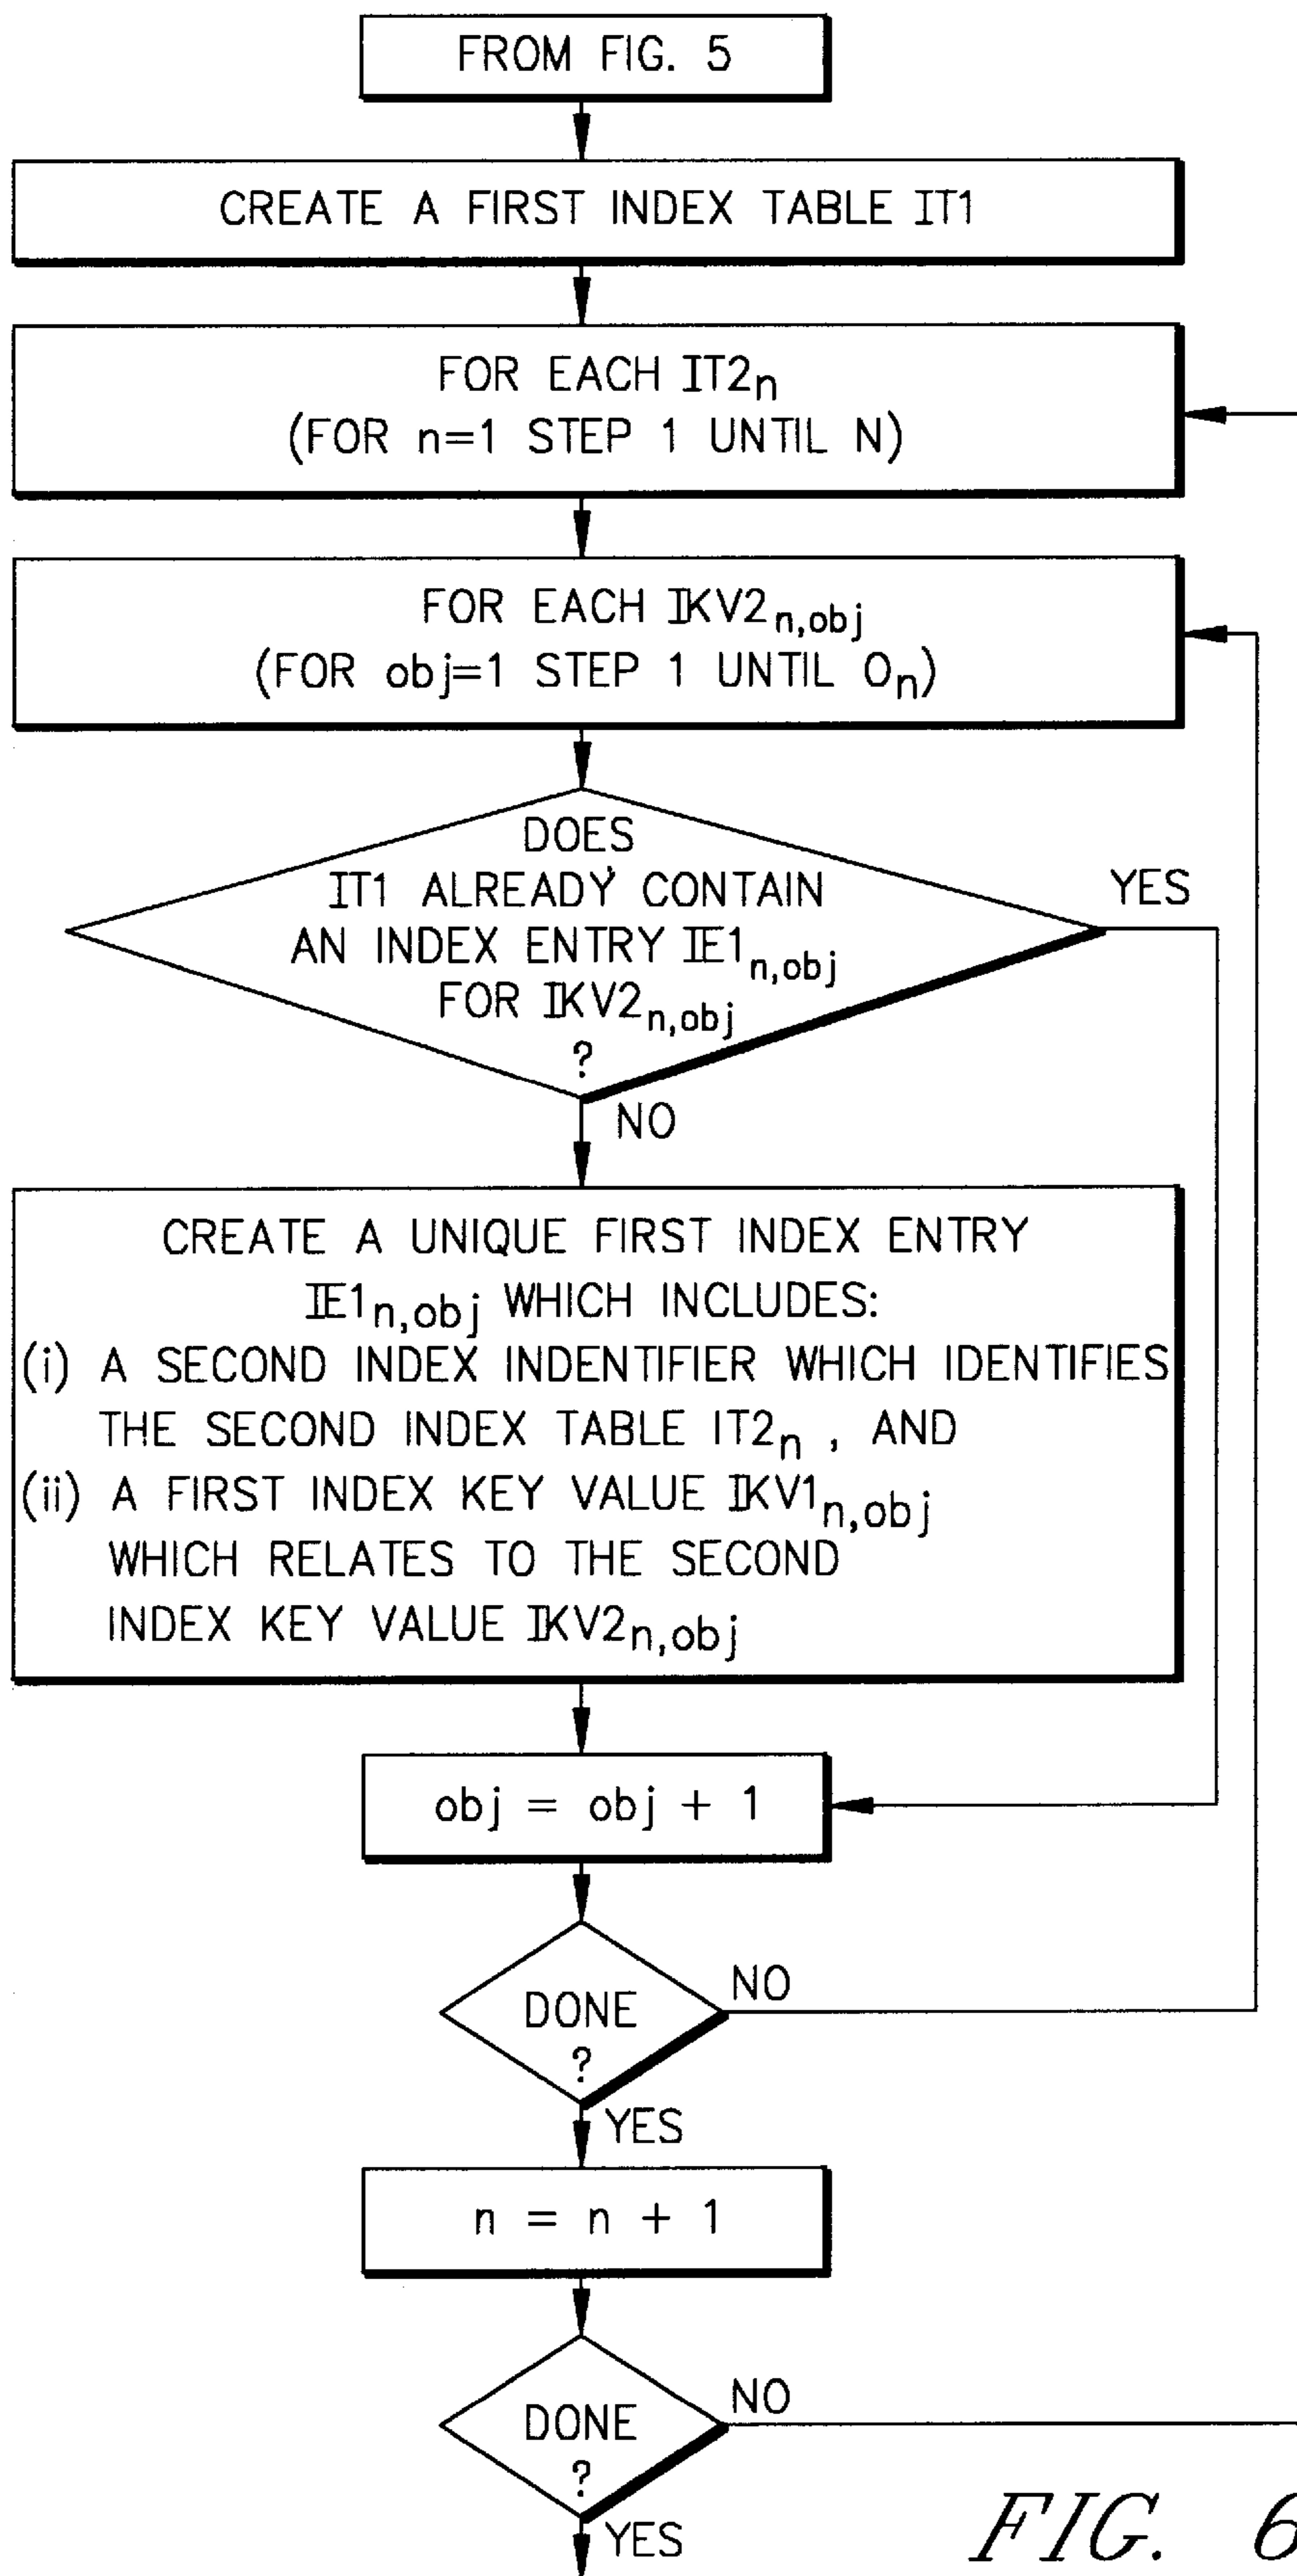 FROM FIG. 5
CREATE A FIRST INDEX TABLE IT1
FOR EACH IT2n
(FOR n=1 STEP 1 UNTIL N)
FOR EACH IKV2n,obj
(FOR obj=1 STEP 1 UNTIL On)
DOES
IT1 ALREADY CONTAIN
AN INDEX ENTRY IE1n,obj
FOR IKV2n,obj
?
YES
NO
CREATE A UNIQUE FIRST INDEX ENTRY
IE1n,obj WHICH INCLUDES:
(i) A SECOND INDEX INDENTIFIER WHICH IDENTIFIES
THE SECOND INDEX TABLE IT2n , AND
(ii) A FIRST INDEX KEY VALUE IKV1n,obj
WHICH RELATES TO THE SECOND
INDEX KEY VALUE IKV2n,obj
obj = obj + 1
DONE
?
NO
YES
n = n + 1
DONE
?
NO
YES
FIG. 6